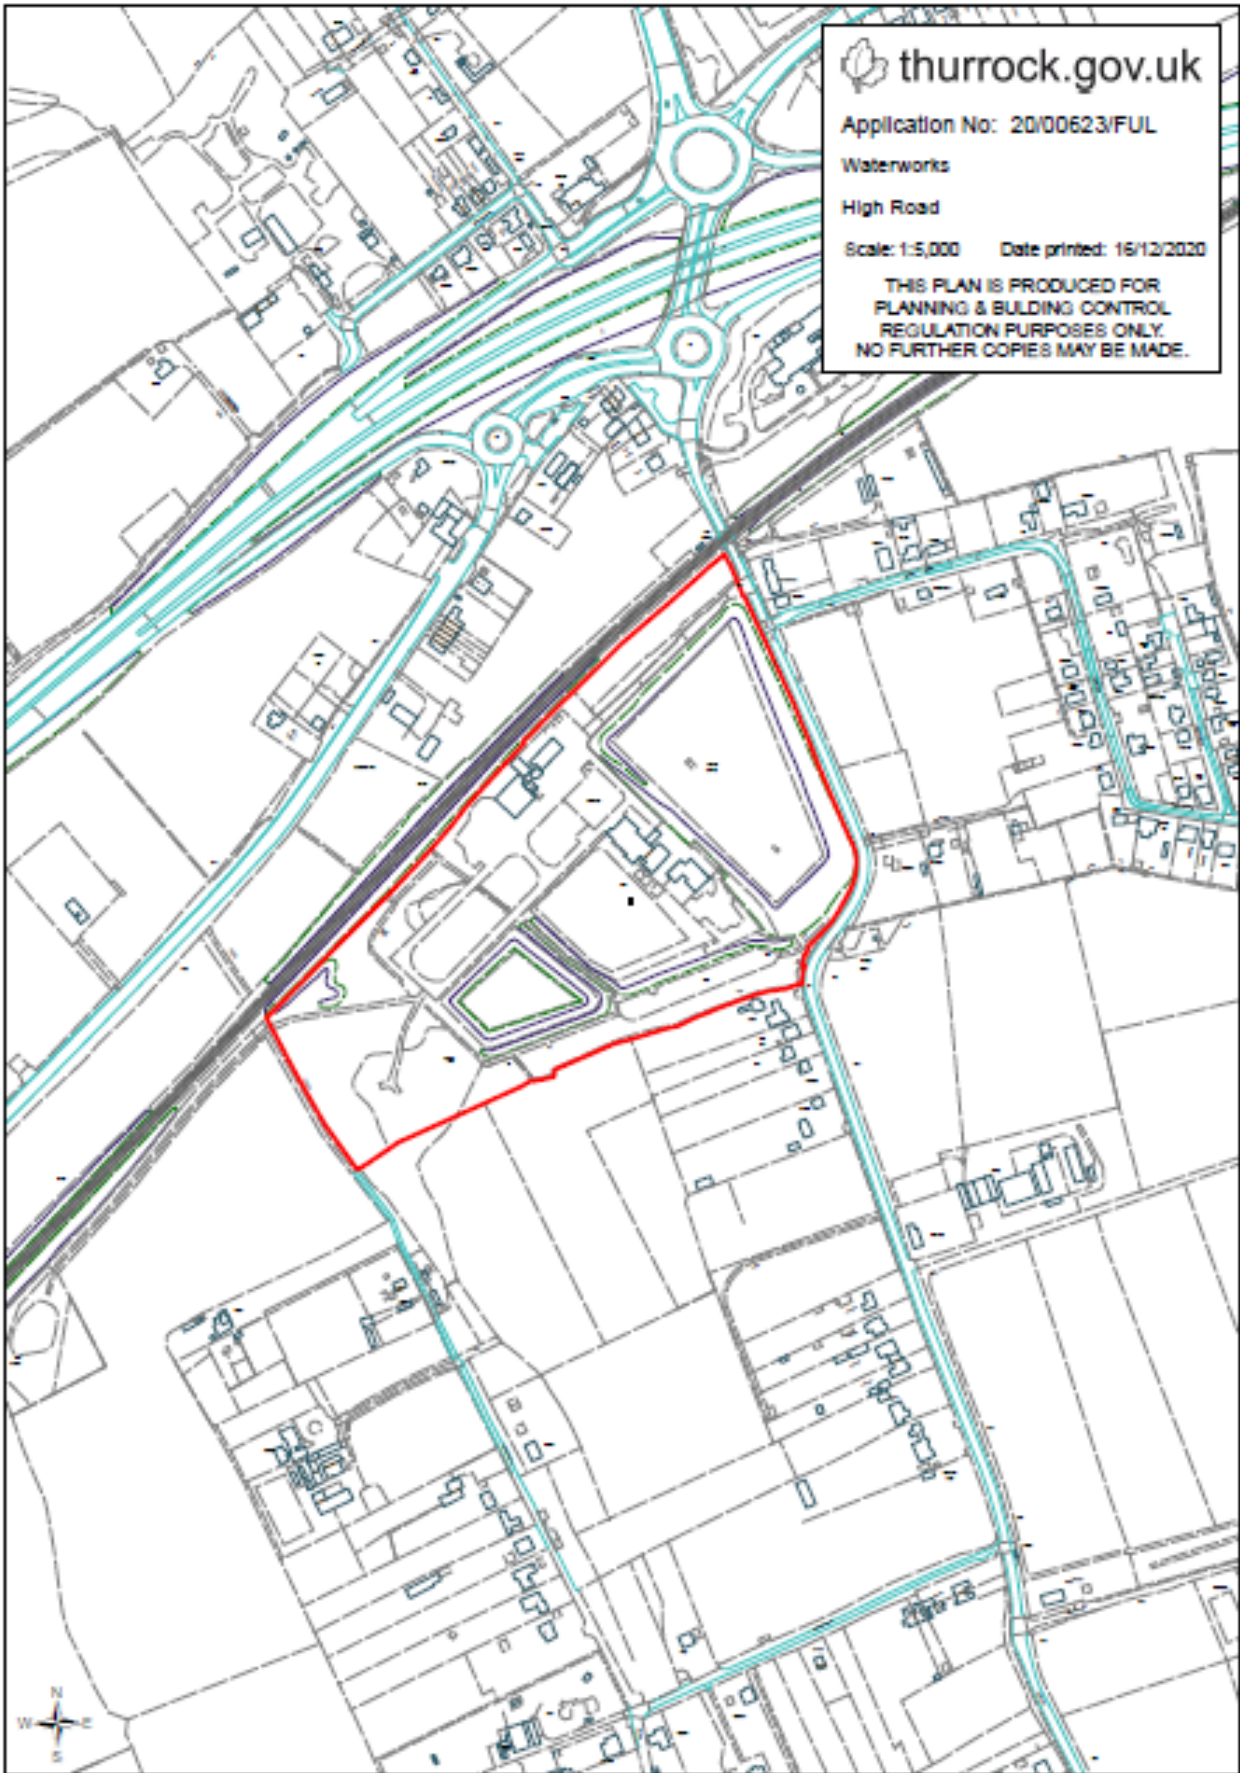 thurrock.gov.uk
Application No: 20/00623/FUL
Waterworks
High Road
Scale: 1:5,000 Date printed: 16/12/2020
THIS PLAN IS PRODUCED FOR
PLANNING & BULDING CONTROL
REGULATION PURPOSES ONLY.
NO FURTHER COPIES MAY BE MADE.
N
W E
S